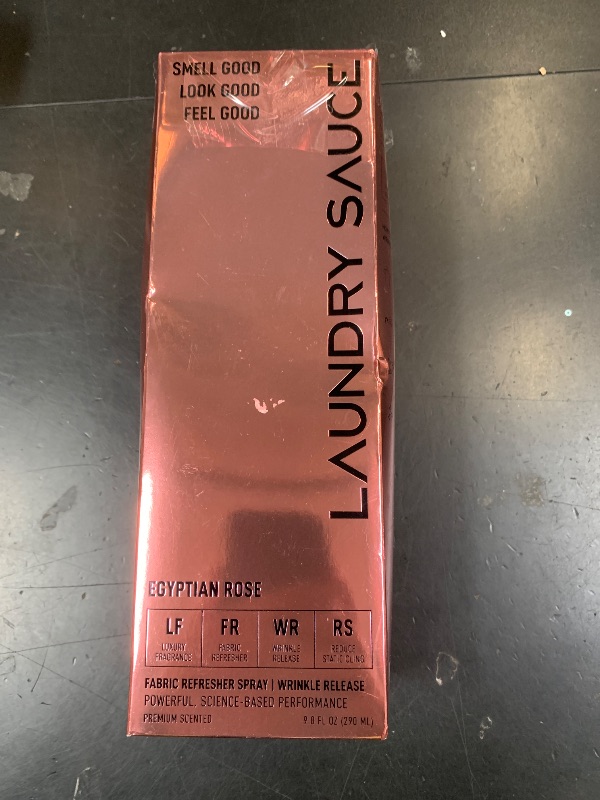 SMELL GOOD
LOOK GOOD
FEEL GOOD
LAUNDRY SAUCE
EGYPTIAN ROSE
LF
LUXURY
FRAGRANCE
FR
FABRIC
REFRESHER
WR
WRINKLE
RELEASE
RS
REDUCE
STATIC CLING
FABRIC REFRESHER SPRAY | WRINKLE RELEASE
POWERFUL, SCIENCE-BASED PERFORMANCE
PREMIUM SCENTED
9.8 FL OZ (290 ML)